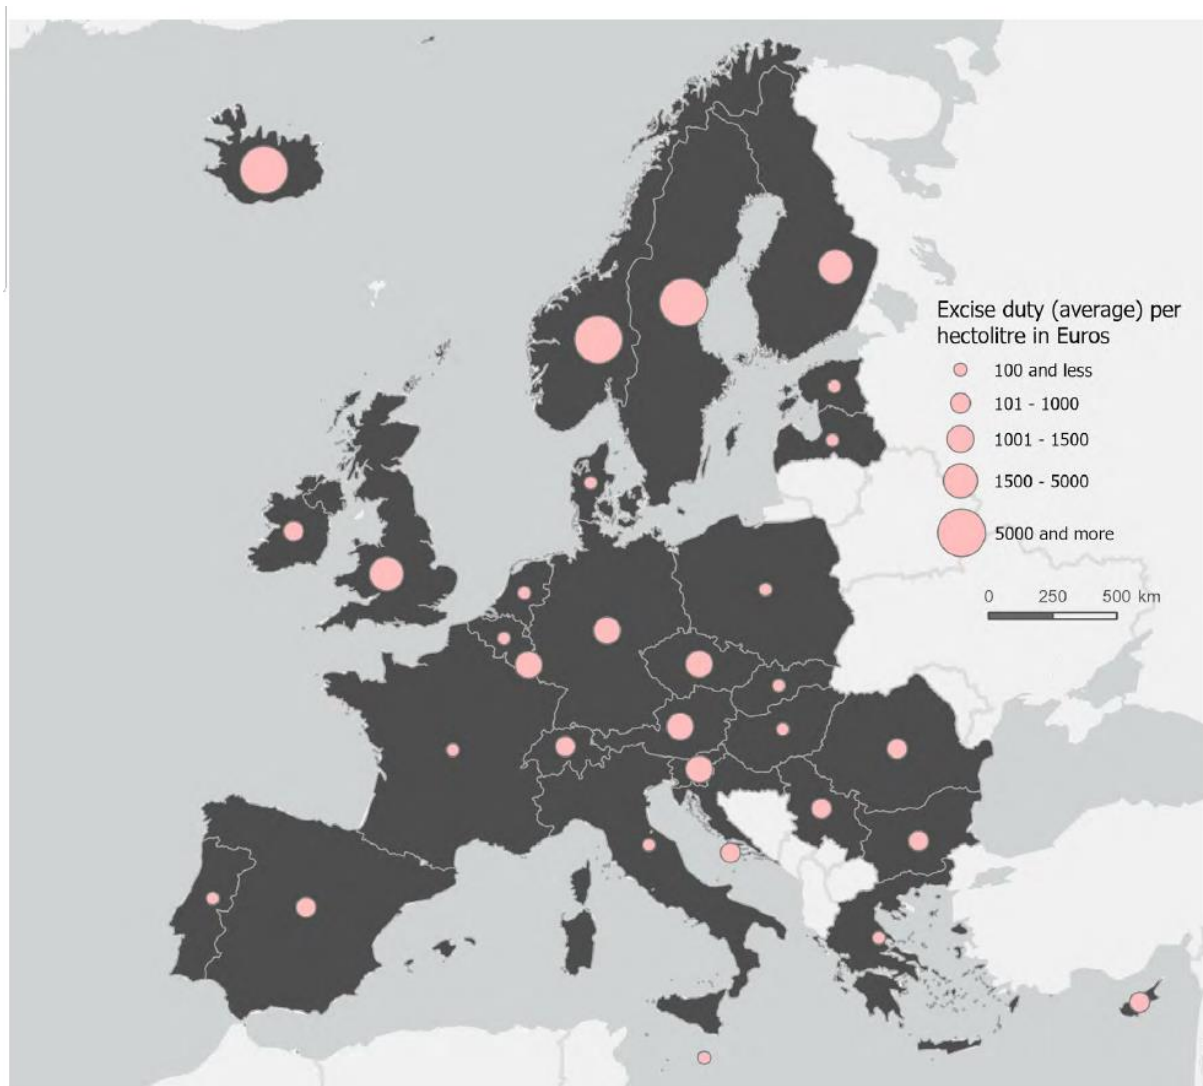 Excise duty (average) per
hectolitre in Euros
100 and less
101 - 1000
1001 - 1500
1500 - 5000
5000 and more
0 250 500 km